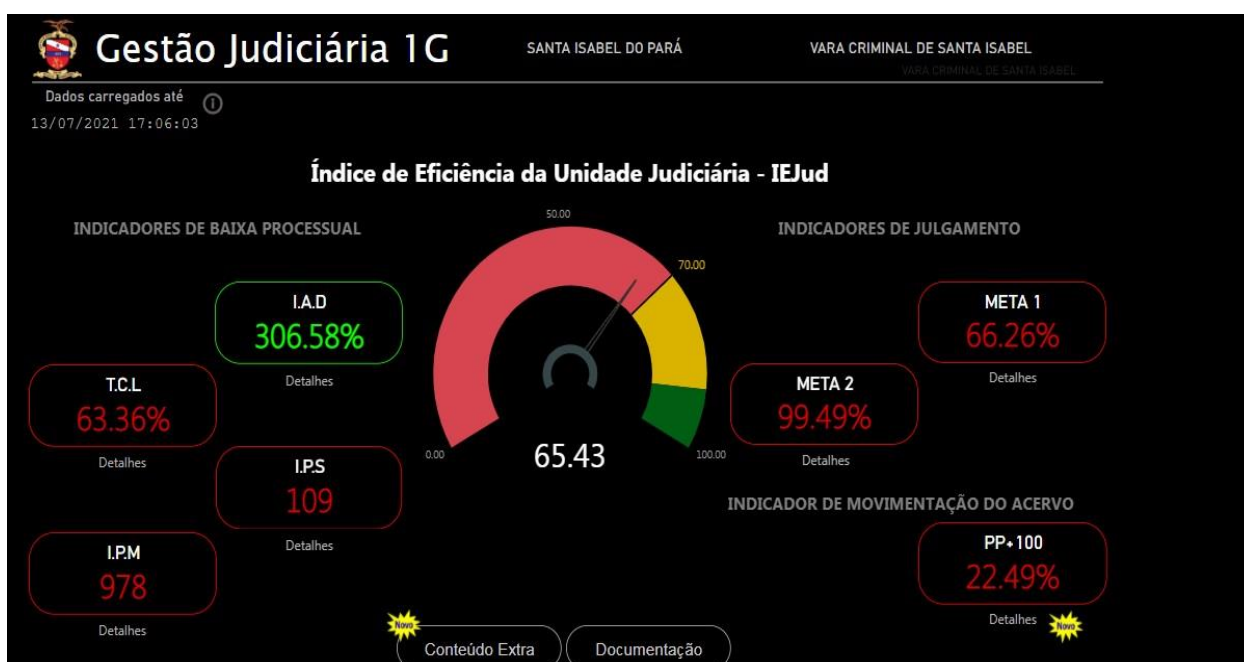 Gestão Judiciária 1G
SANTA ISABEL DO PARÁ
VARA CRIMINAL DE SANTA ISABEL
VARA CRIMINAL DE SANTA ISABEL
Dados carregados até
13/07/2021 17:06:03
Índice de Eficiência da Unidade Judiciária - IEJud
INDICADORES DE BAIXA PROCESSUAL
I.A.D
306.58%
Detalhes
T.C.L
63.36%
Detalhes
I.P.S
109
Detalhes
I.P.M
978
Detalhes
50.00
70.00
0.00
65.43
100.00
INDICADORES DE JULGAMENTO
META 1
66.26%
Detalhes
META 2
99.49%
Detalhes
INDICADOR DE MOVIMENTAÇÃO DO ACERVO
PP+100
22.49%
Detalhes
Novo
Novo
Conteúdo Extra
Documentação